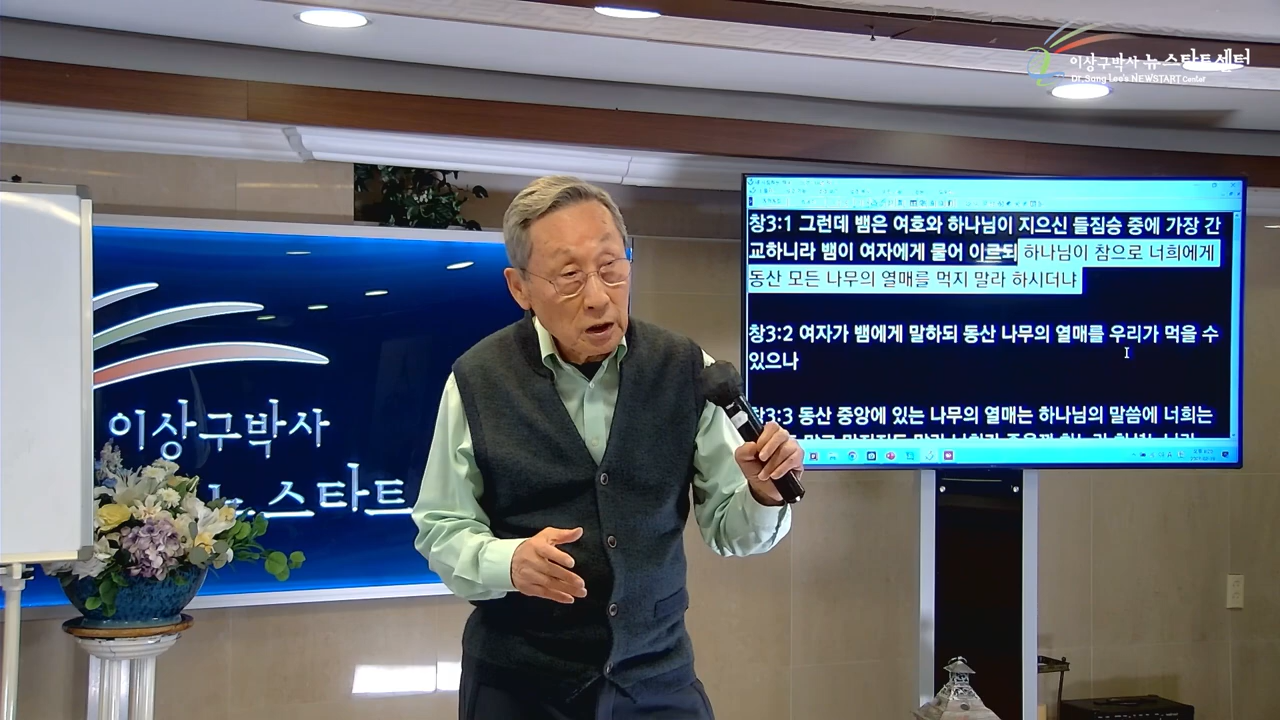 이상구박사 뉴스타트센터
Dr.Sang Lee's NEWSTART Center
이상구박사
뉴스타트
창3:1 그런데 뱀은 여호와 하나님이 지으신 들짐승 중에 가장 간
교하니라 뱀이 여자에게 물어 이르되 하나님이 참으로 너희에게
동산 모든 나무의 열매를 먹지 말라 하시더냐
창3:2 여자가 뱀에게 말하되 동산 나무의 열매를 우리가 먹을 수
있으나
창3:3 동산 중앙에 있는 나무의 열매는 하나님의 말씀에 너희는